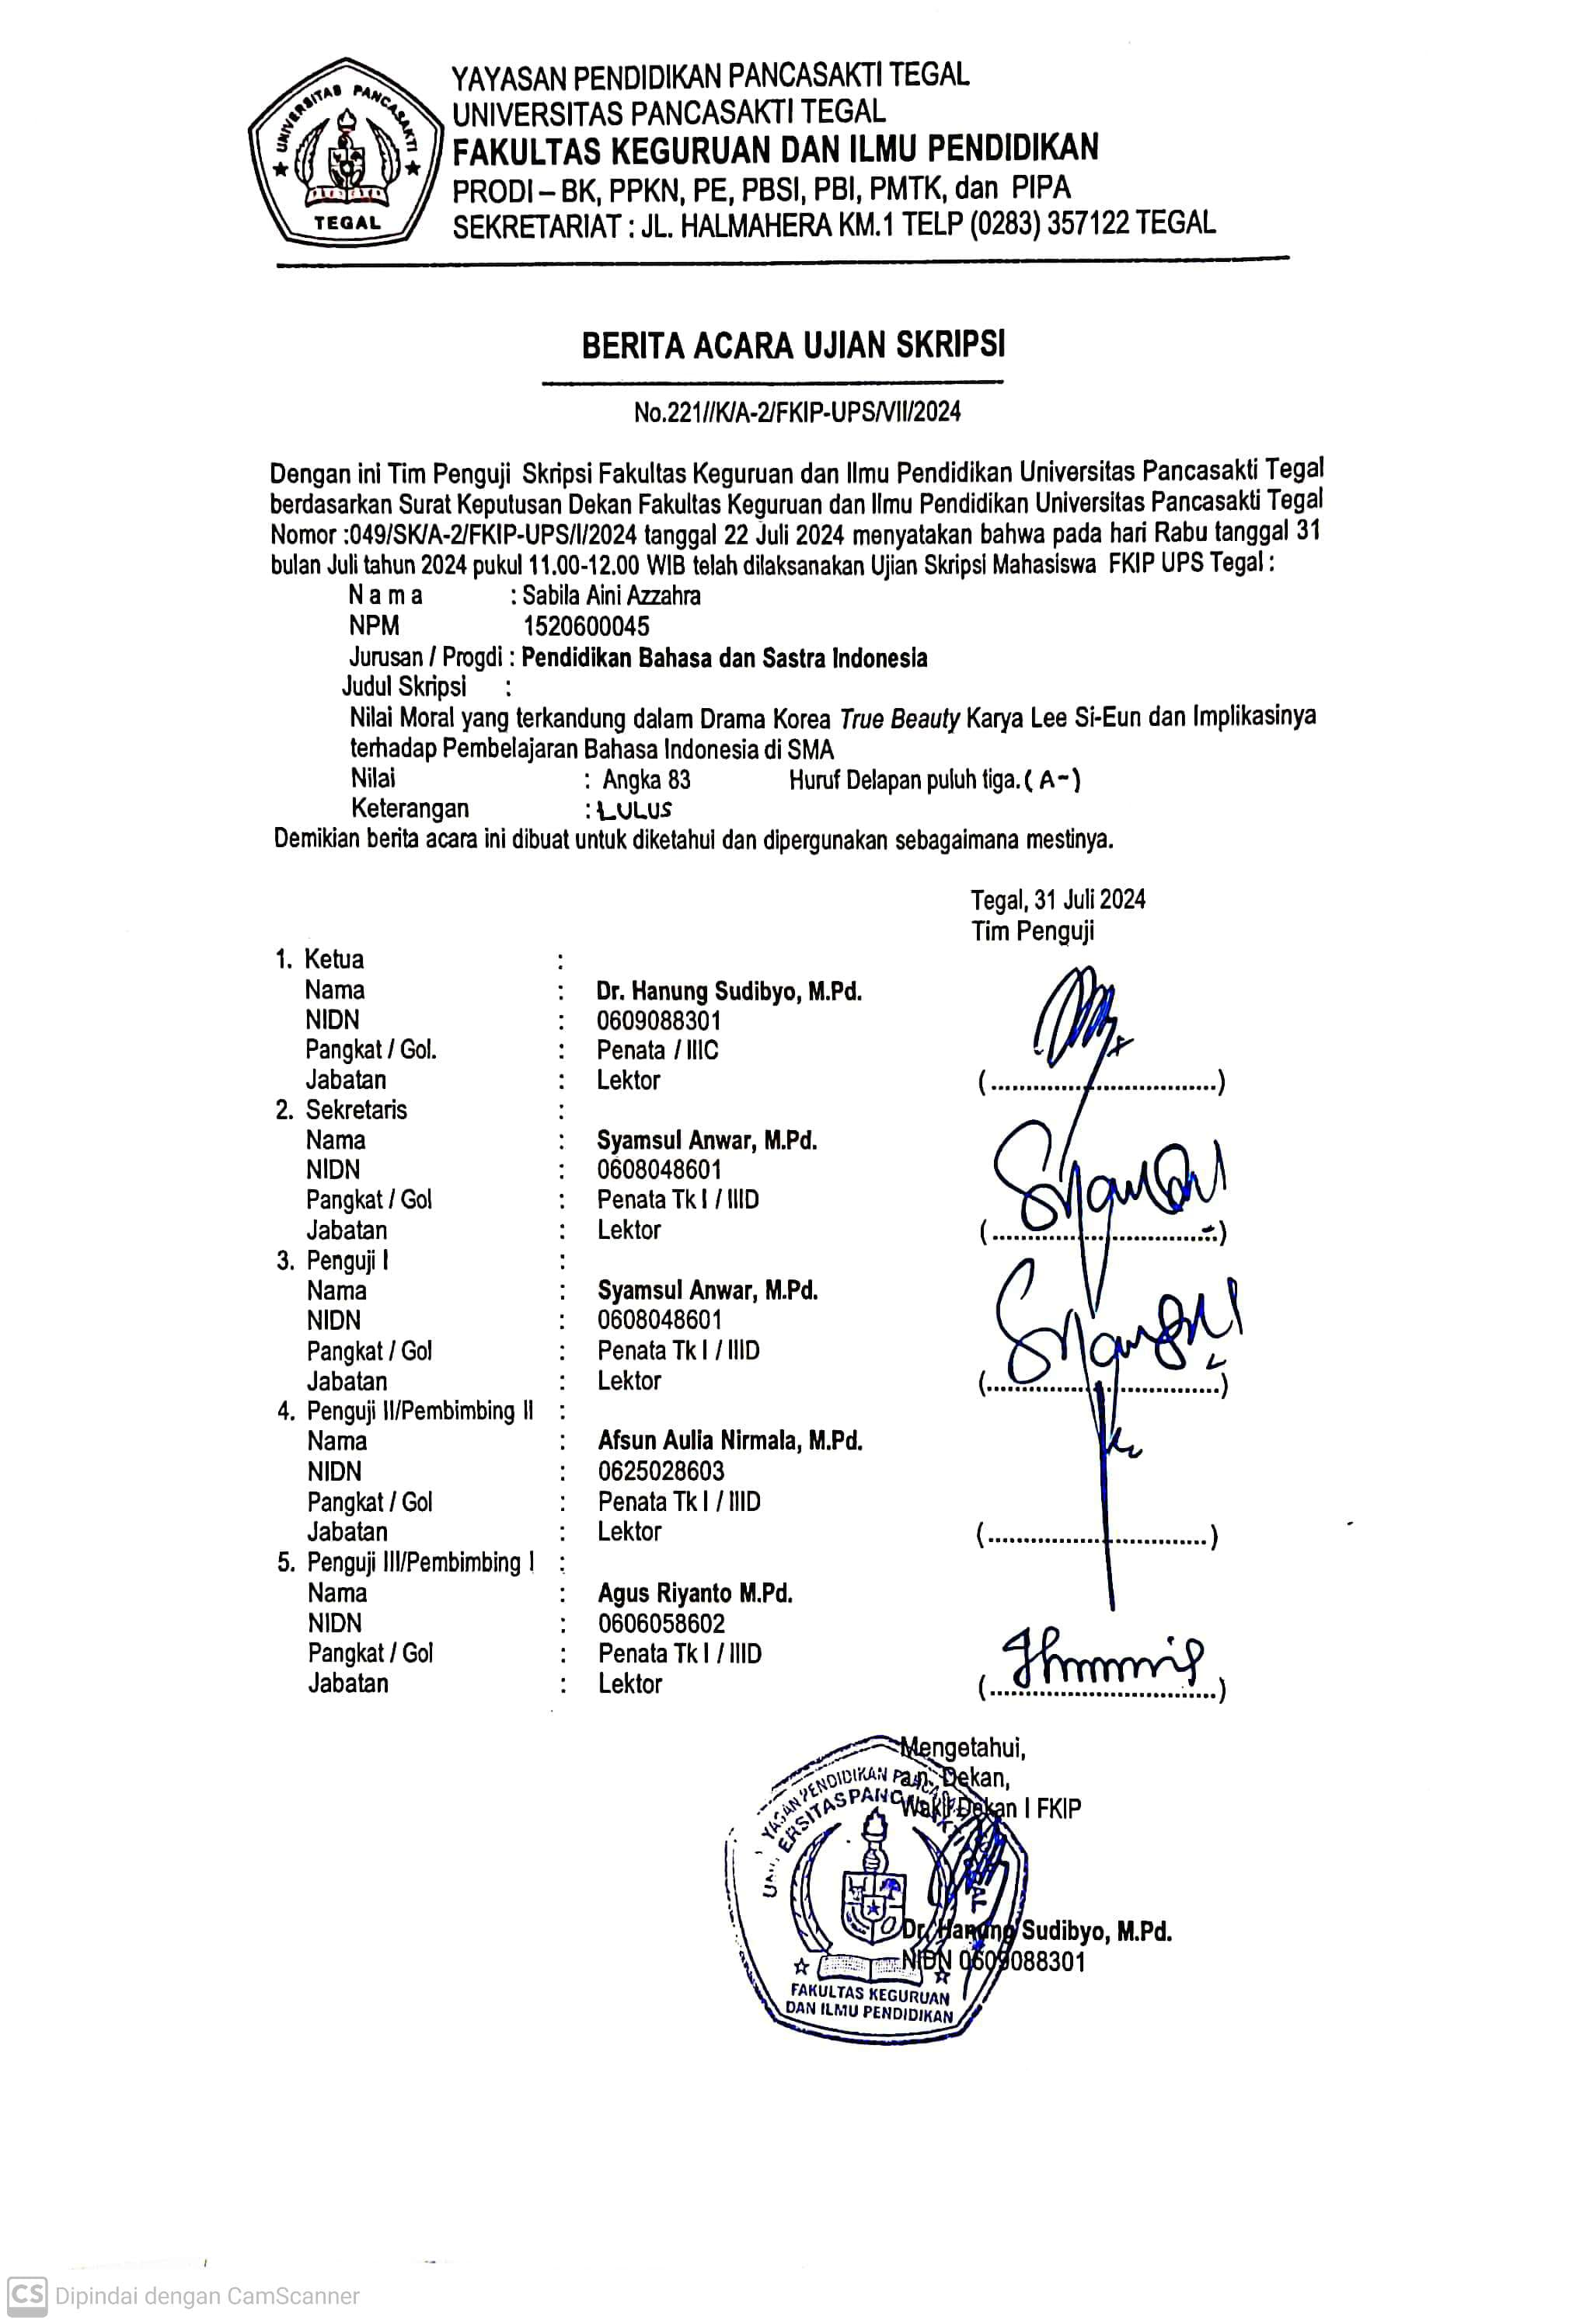 UNIVERSITAS PANCASAKTI
TEGAL
YAYASAN PENDIDIKAN PANCASAKTI TEGAL
UNIVERSITAS PANCASAKTI TEGAL
FAKULTAS KEGURUAN DAN ILMU PENDIDIKAN
PRODI – BK, PPKN, PE, PBSI, PBI, PMTK, dan PIPA
SEKRETARIAT : JL. HALMAHERA KM.1 TELP (0283) 357122 TEGAL
BERITA ACARA UJIAN SKRIPSI
No.221//K/A-2/FKIP-UPS/VII/2024
Dengan ini Tim Penguji Skripsi Fakultas Keguruan dan Ilmu Pendidikan Universitas Pancasakti Tegal
berdasarkan Surat Keputusan Dekan Fakultas Keguruan dan Ilmu Pendidikan Universitas Pancasakti Tegal
Nomor :049/SK/A-2/FKIP-UPS/I/2024 tanggal 22 Juli 2024 menyatakan bahwa pada hari Rabu tanggal 31
bulan Juli tahun 2024 pukul 11.00-12.00 WIB telah dilaksanakan Ujian Skripsi Mahasiswa FKIP UPS Tegal :
N a m a : Sabila Aini Azzahra
NPM 1520600045
Jurusan / Progdi : Pendidikan Bahasa dan Sastra Indonesia
Judul Skripsi :
Nilai Moral yang terkandung dalam Drama Korea True Beauty Karya Lee Si-Eun dan Implikasinya
terhadap Pembelajaran Bahasa Indonesia di SMA
Nilai : Angka 83 Huruf Delapan puluh tiga. ( A- )
Keterangan : LULUS
Demikian berita acara ini dibuat untuk diketahui dan dipergunakan sebagaimana mestinya.
Tegal, 31 Juli 2024
Tim Penguji
1. Ketua :
Nama : Dr. Hanung Sudibyo, M.Pd.
NIDN : 0609088301
Pangkat / Gol. : Penata / IIIC
Jabatan : Lektor (..................................)
2. Sekretaris :
Nama : Syamsul Anwar, M.Pd.
NIDN : 0608048601
Pangkat / Gol : Penata Tk I / IIID
Jabatan : Lektor (..................................)
3. Penguji I :
Nama : Syamsul Anwar, M.Pd.
NIDN : 0608048601
Pangkat / Gol : Penata Tk I / IIID
Jabatan : Lektor (..................................)
4. Penguji II/Pembimbing II :
Nama : Afsun Aulia Nirmala, M.Pd.
NIDN : 0625028603
Pangkat / Gol : Penata Tk I / IIID
Jabatan : Lektor (..................................)
5. Penguji III/Pembimbing I :
Nama : Agus Riyanto M.Pd.
NIDN : 0606058602
Pangkat / Gol : Penata Tk I / IIID
Jabatan : Lektor (..................................)
Mengetahui,
a.n. Dekan,
Wakil Dekan I FKIP
Dr. Hanung Sudibyo, M.Pd.
NIDN 0609088301
FAKULTAS KEGURUAN
DAN ILMU PENDIDIKAN
CS Dipindai dengan CamScanner